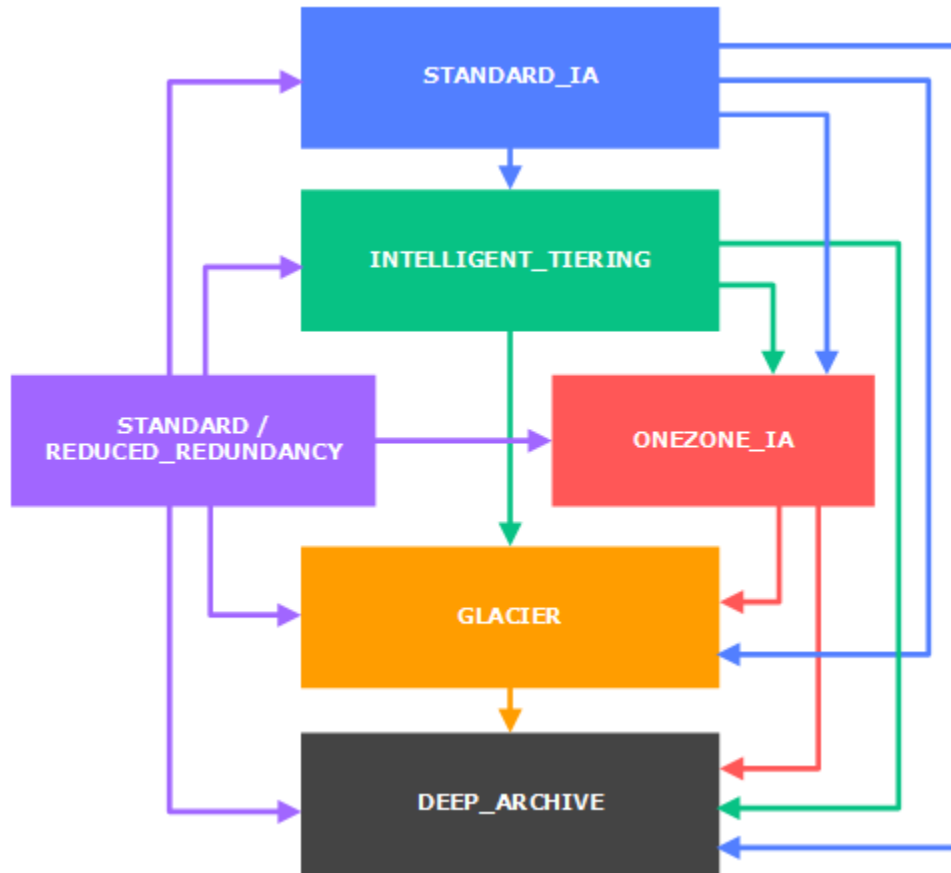 STANDARD_IA
INTELLIGENT_TIERING
STANDARD /
REDUCED_REDUNDANCY
ONEZONE_IA
GLACIER
DEEP_ARCHIVE